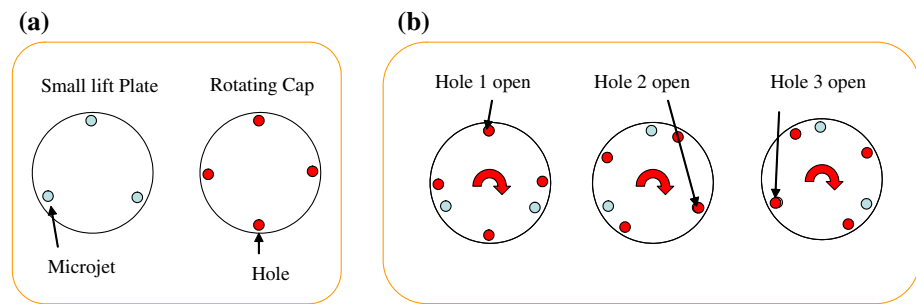 (a)
Small lift Plate
Rotating Cap
Microjet
Hole
(b)
Hole 1 open
Hole 2 open
Hole 3 open